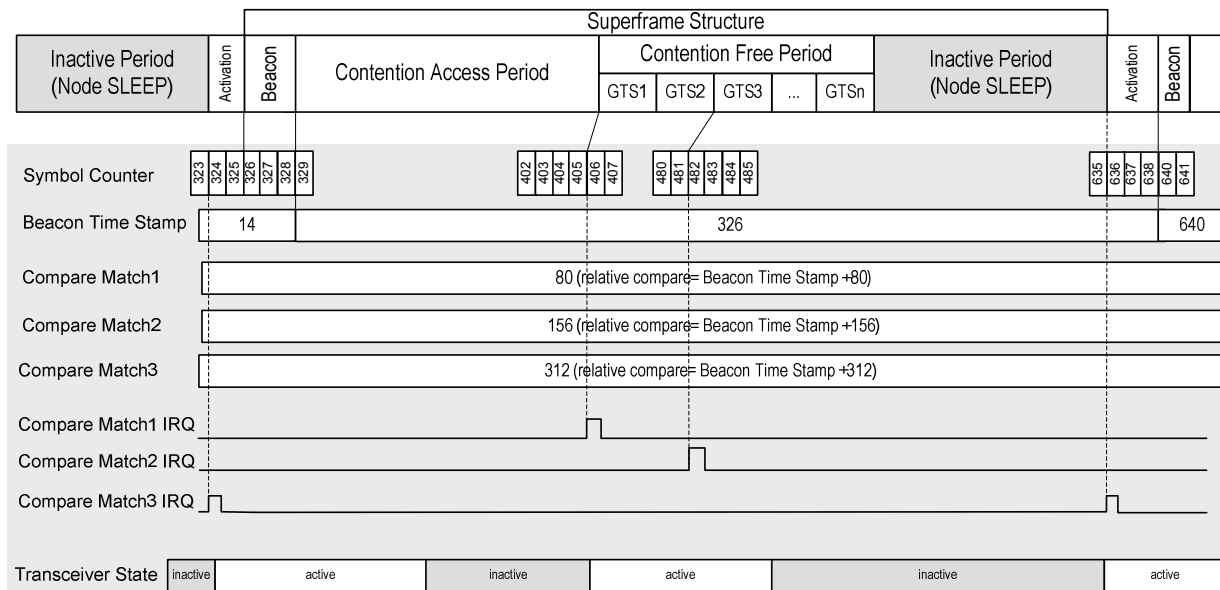 Superframe Structure
Inactive Period
(Node SLEEP)
Activation
Beacon
Contention Access Period
Contention Free Period
GTS1 GTS2 GTS3 ... GTSn
Inactive Period
(Node SLEEP)
Activation
Beacon
Symbol Counter 323 324 325 326 327 328 329 402 403 404 405 406 407 480 481 482 483 484 485 635 636 637 638 640 641
Beacon Time Stamp 14 326 640
Compare Match1 80 (relative compare= Beacon Time Stamp +80)
Compare Match2 156 (relative compare= Beacon Time Stamp +156)
Compare Match3 312 (relative compare= Beacon Time Stamp +312)
Compare Match1 IRQ
Compare Match2 IRQ
Compare Match3 IRQ
Transceiver State inactive active inactive active inactive active